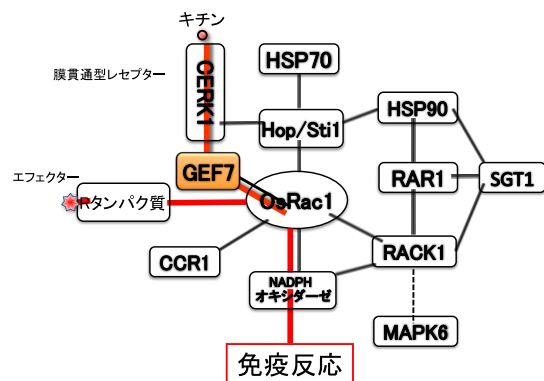 キチン
膜貫通型レセプター
CERK1
HSP70
HSP90
Hop/Sti1
GEF7
エフェクター
Rタンパク質
OsRac1
RAR1
SGT1
CCR1
RACK1
NADPH
オキシダーゼ
MAPK6
免疫反応